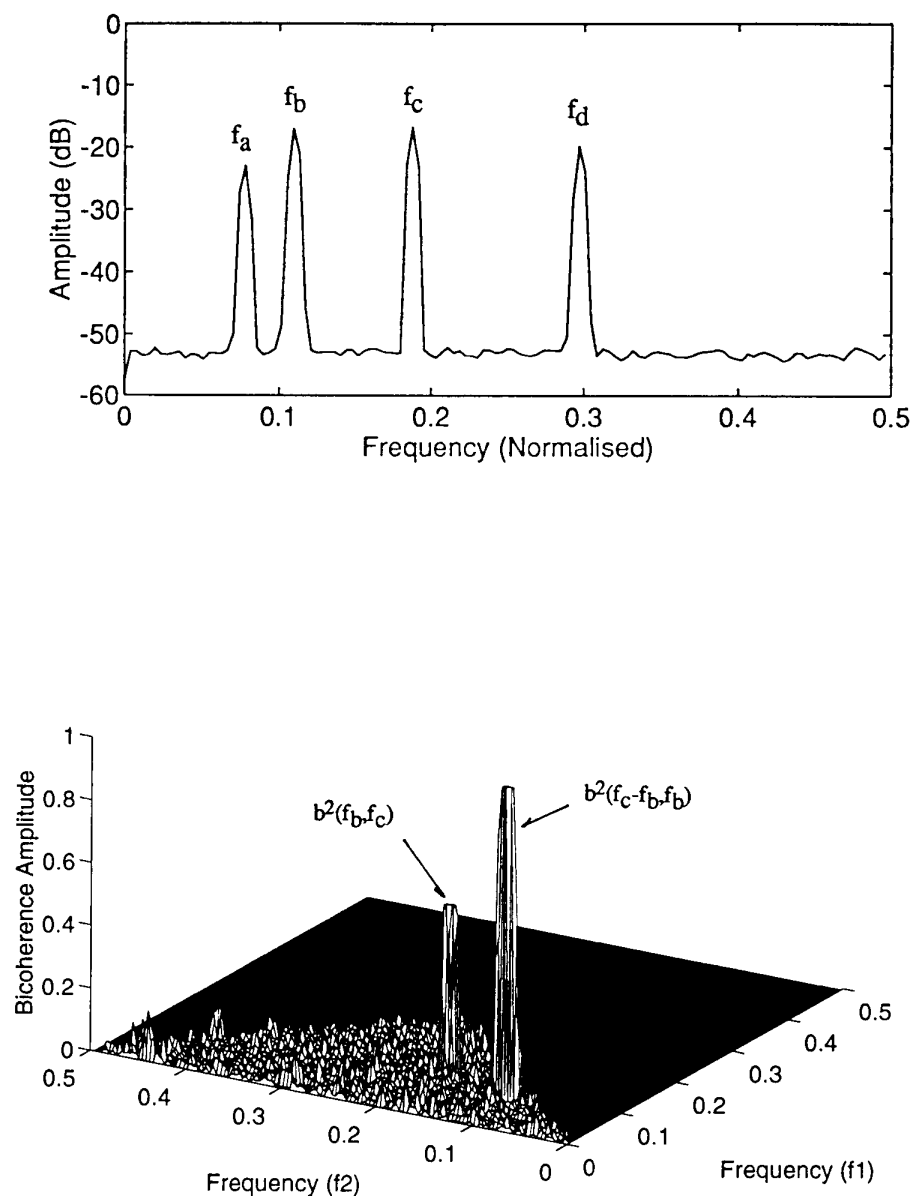 0
-10
-20
-30
-40
-50
-60
Amplitude (dB)
fa
fb
fc
fd
0
0.1
0.2
0.3
0.4
0.5
Frequency (Normalised)
1
0.8
0.6
0.4
0.2
0
Bicoherence Amplitude
b²(fb,fc)
b²(fc-fb,fb)
0.5
0.4
0.3
0.2
0.1
0
Frequency (f2)
0
0.1
0.2
0.3
0.4
0.5
Frequency (f1)